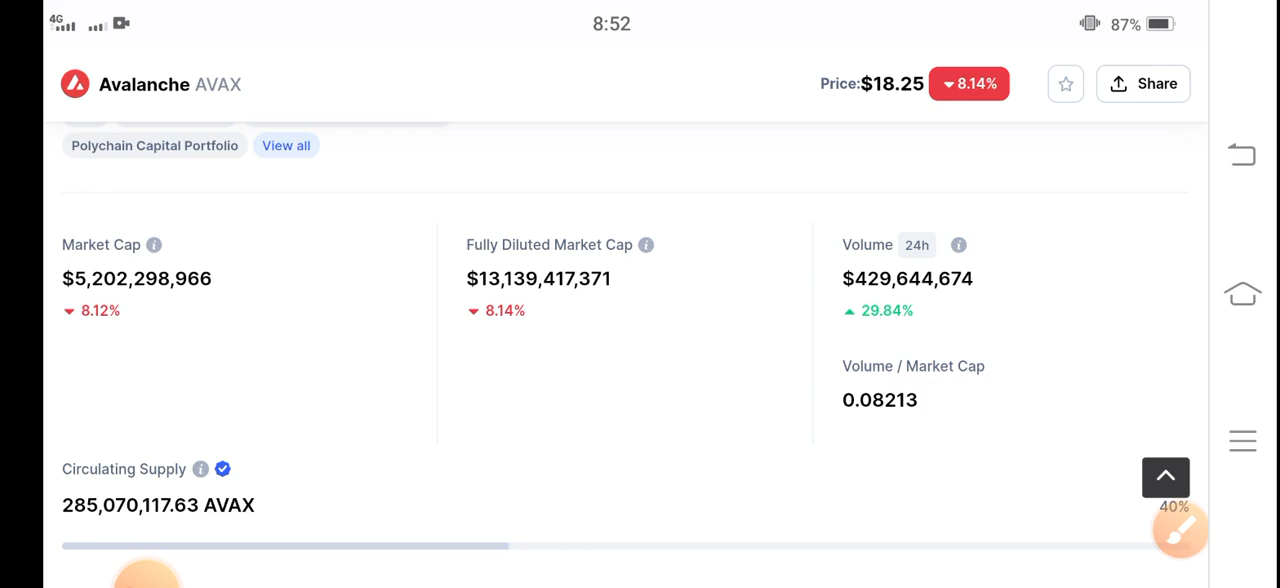 4G 8:52 87%
Avalanche AVAX Price:$18.25 8.14% Share
Polychain Capital Portfolio View all
Market Cap Fully Diluted Market Cap Volume 24h
$5,202,298,966 $13,139,417,371 $429,644,674
8.12% 8.14% 29.84%
Volume / Market Cap
0.08213
Circulating Supply
285,070,117.63 AVAX
40%